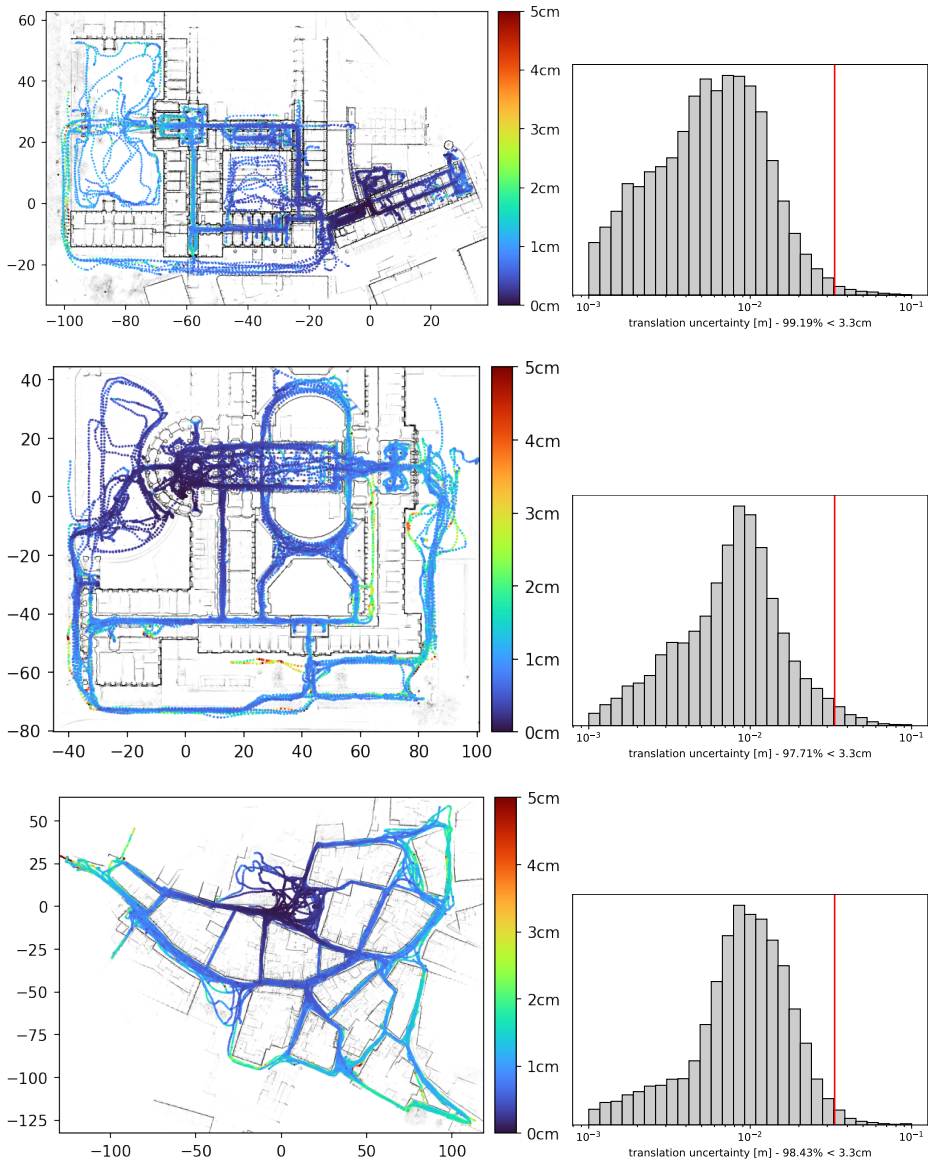 60
40
20
0
−20
−100 −80 −60 −40 −20 0 20
5cm
4cm
3cm
2cm
1cm
0cm
10⁻³ 10⁻² 10⁻¹
translation uncertainty [m] - 99.19% < 3.3cm
40
20
0
−20
−40
−60
−80
−40 −20 0 20 40 60 80 100
5cm
4cm
3cm
2cm
1cm
0cm
10⁻³ 10⁻² 10⁻¹
translation uncertainty [m] - 97.71% < 3.3cm
50
25
0
−25
−50
−75
−100
−125
−100 −50 0 50 100
5cm
4cm
3cm
2cm
1cm
0cm
10⁻³ 10⁻² 10⁻¹
translation uncertainty [m] - 98.43% < 3.3cm